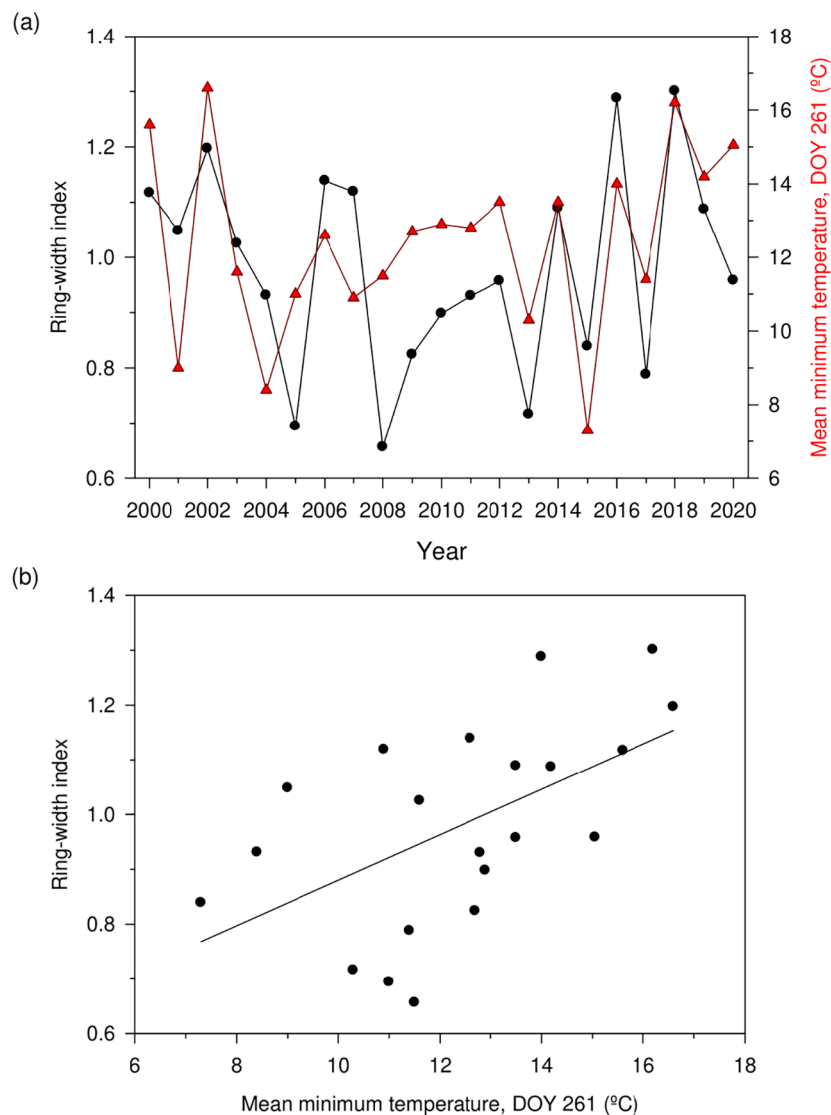 (a)
1.4
1.2
1.0
0.8
0.6
Ring-width index
18
16
14
12
10
8
6
Mean minimum temperature, DOY 261 (ºC)
2000 2002 2004 2006 2008 2010 2012 2014 2016 2018 2020
Year
(b)
1.4
1.2
1.0
0.8
0.6
Ring-width index
6 8 10 12 14 16 18
Mean minimum temperature, DOY 261 (ºC)